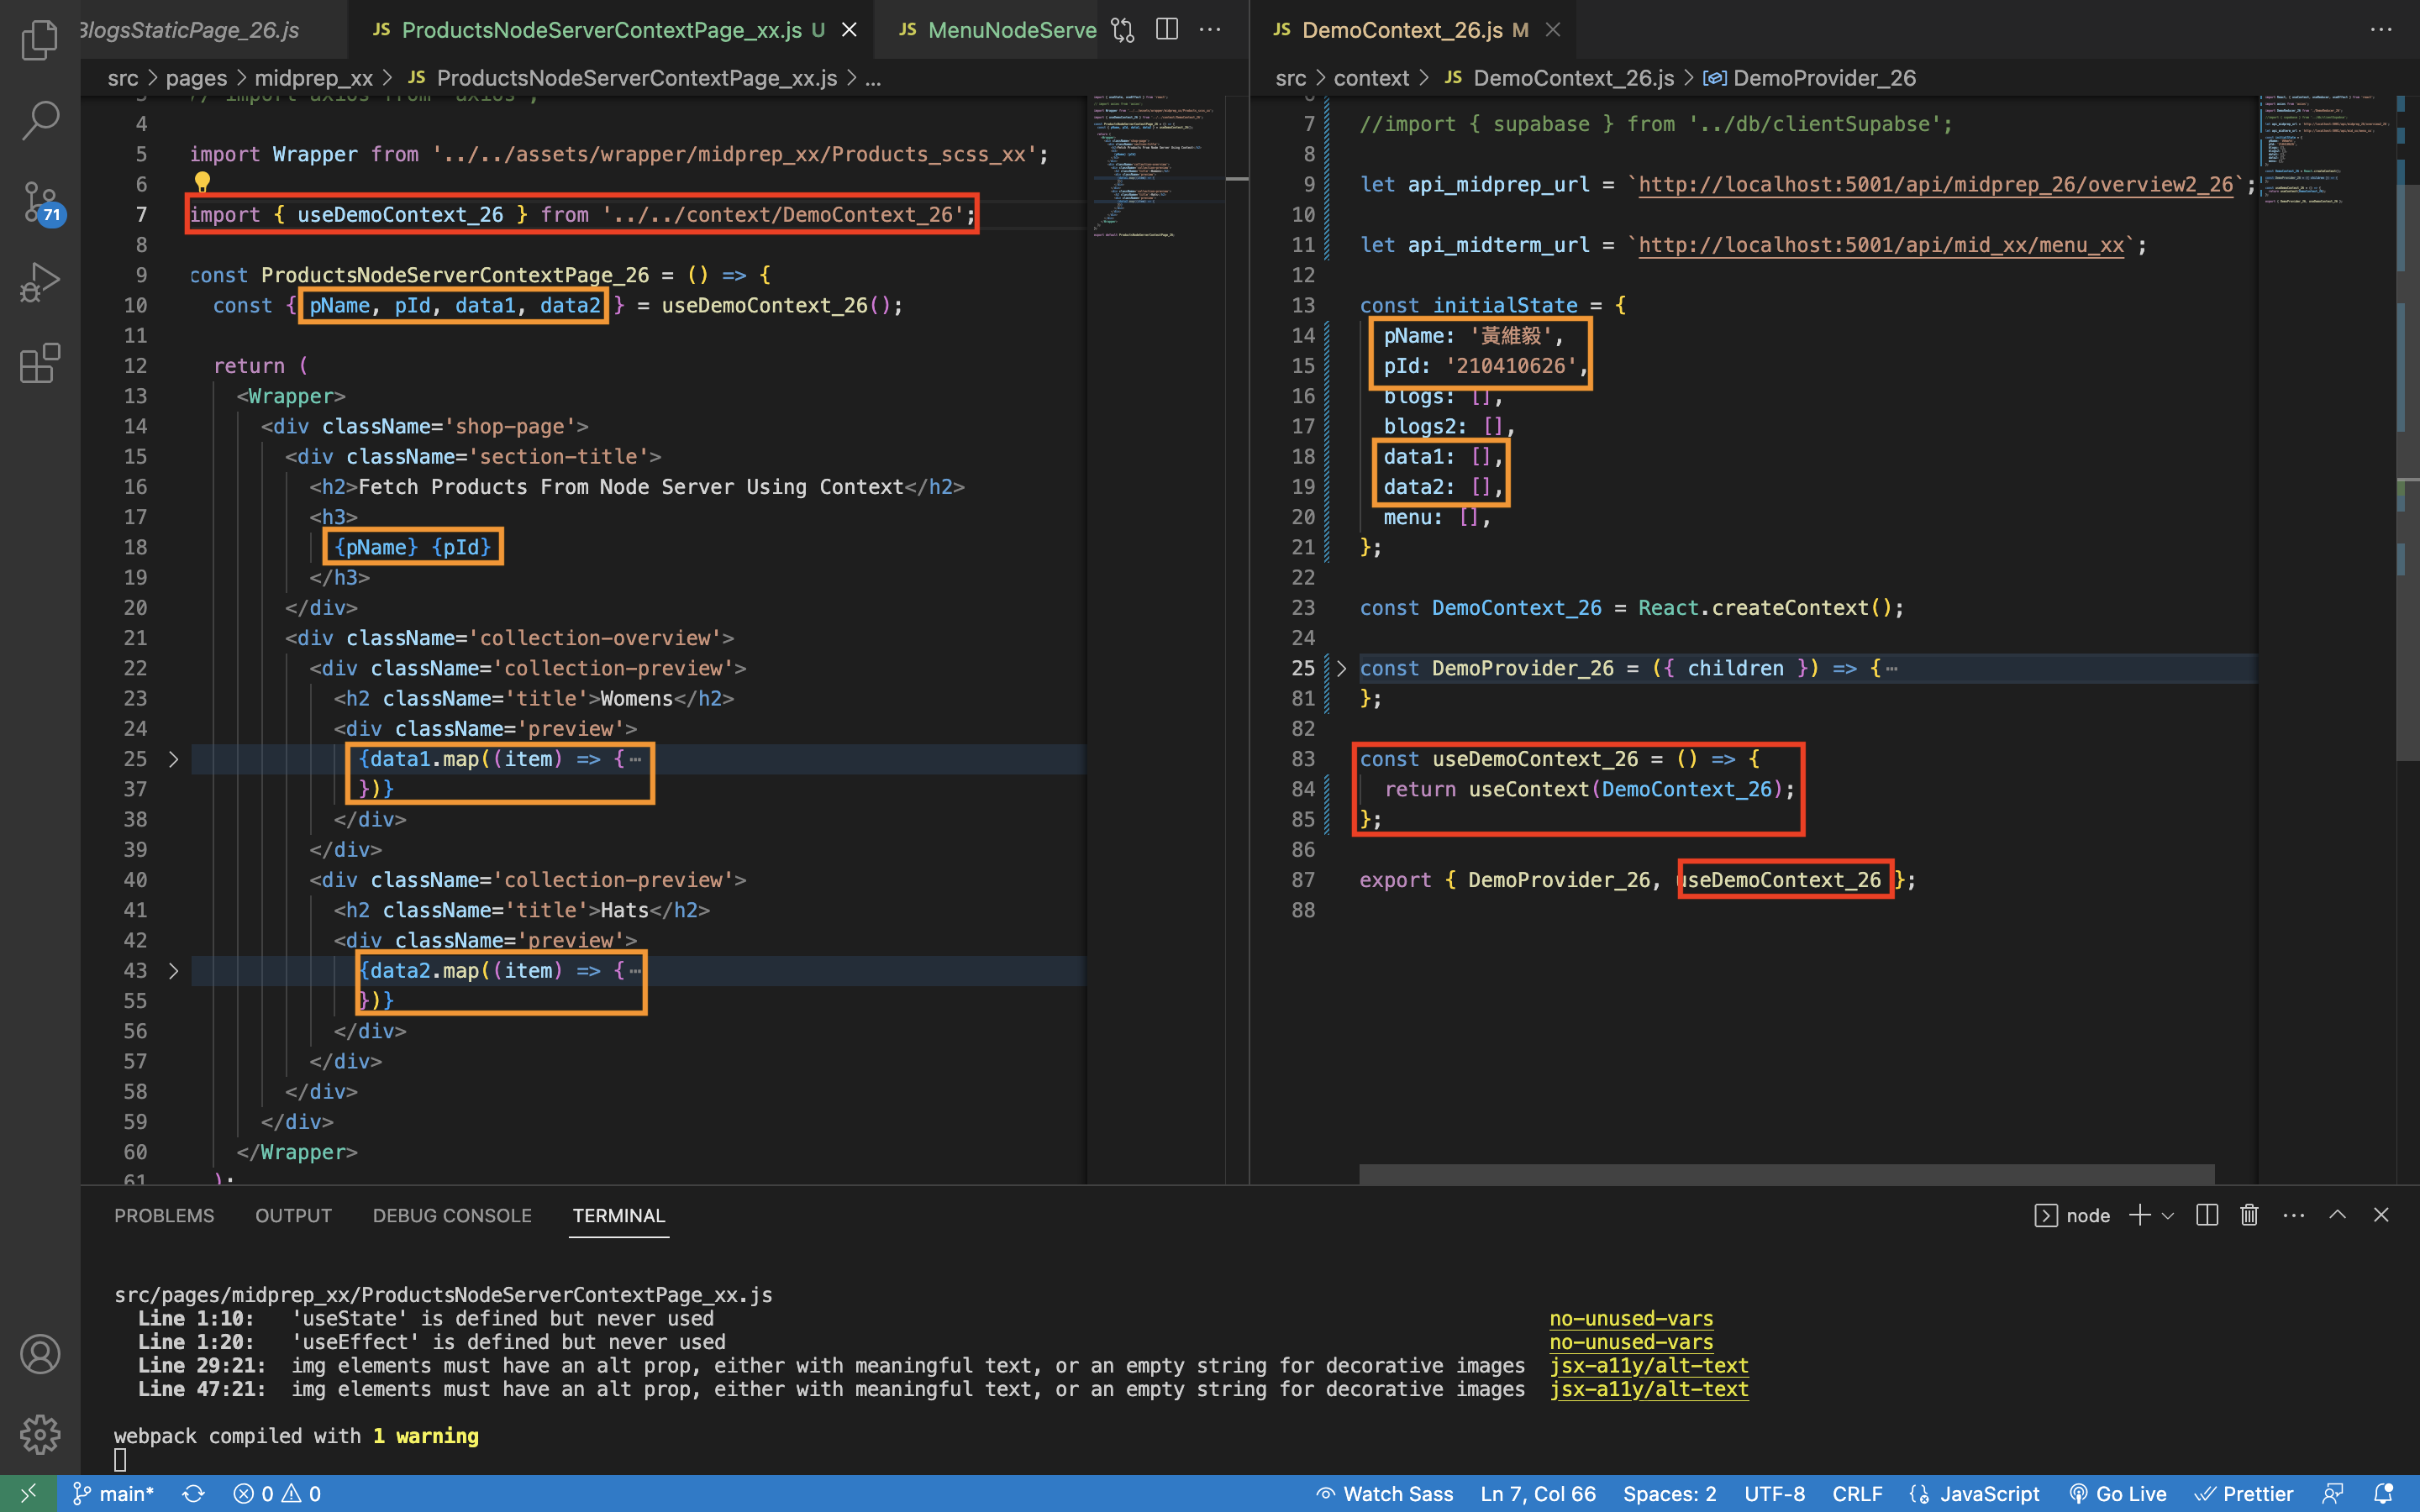 BlogsStaticPage_26.js
JS ProductsNodeServerContextPage_xx.js U
JS MenuNodeServe
src > pages > midprep_xx > JS ProductsNodeServerContextPage_xx.js > ...
4
5 import Wrapper from '../../assets/wrapper/midprep_xx/Products_scss_xx';
6
7 import { useDemoContext_26 } from '../../context/DemoContext_26';
8
9 const ProductsNodeServerContextPage_26 = () => {
10 const { pName, pId, data1, data2 } = useDemoContext_26();
11
12 return (
13 <Wrapper>
14 <div className='shop-page'>
15 <div className='section-title'>
16 <h2>Fetch Products From Node Server Using Context</h2>
17 <h3>
18 {pName} {pId}
19 </h3>
20 </div>
21 <div className='collection-overview'>
22 <div className='collection-preview'>
23 <h2 className='title'>Womens</h2>
24 <div className='preview'>
25 {data1.map((item) => {⋯
37 })}
38 </div>
39 </div>
40 <div className='collection-preview'>
41 <h2 className='title'>Hats</h2>
42 <div className='preview'>
43 {data2.map((item) => {⋯
55 })}
56 </div>
57 </div>
58 </div>
59 </div>
60 </Wrapper>
61 );
JS DemoContext_26.js M
src > context > JS DemoContext_26.js > DemoProvider_26
7 //import { supabase } from '../db/clientSupabse';
8
9 let api_midprep_url = `http://localhost:5001/api/midprep_26/overview2_26`;
10
11 let api_midterm_url = `http://localhost:5001/api/mid_xx/menu_xx`;
12
13 const initialState = {
14 pName: '黃維毅',
15 pId: '210410626',
16 blogs: [],
17 blogs2: [],
18 data1: [],
19 data2: [],
20 menu: [],
21 };
22
23 const DemoContext_26 = React.createContext();
24
25 const DemoProvider_26 = ({ children }) => {⋯
81 };
82
83 const useDemoContext_26 = () => {
84 return useContext(DemoContext_26);
85 };
86
87 export { DemoProvider_26, useDemoContext_26 };
88
71
PROBLEMS OUTPUT DEBUG CONSOLE TERMINAL
node
src/pages/midprep_xx/ProductsNodeServerContextPage_xx.js
Line 1:10: 'useState' is defined but never used no-unused-vars
Line 1:20: 'useEffect' is defined but never used no-unused-vars
Line 29:21: img elements must have an alt prop, either with meaningful text, or an empty string for decorative images jsx-a11y/alt-text
Line 47:21: img elements must have an alt prop, either with meaningful text, or an empty string for decorative images jsx-a11y/alt-text
webpack compiled with 1 warning
main* 0 0 Watch Sass Ln 7, Col 66 Spaces: 2 UTF-8 CRLF JavaScript Go Live Prettier